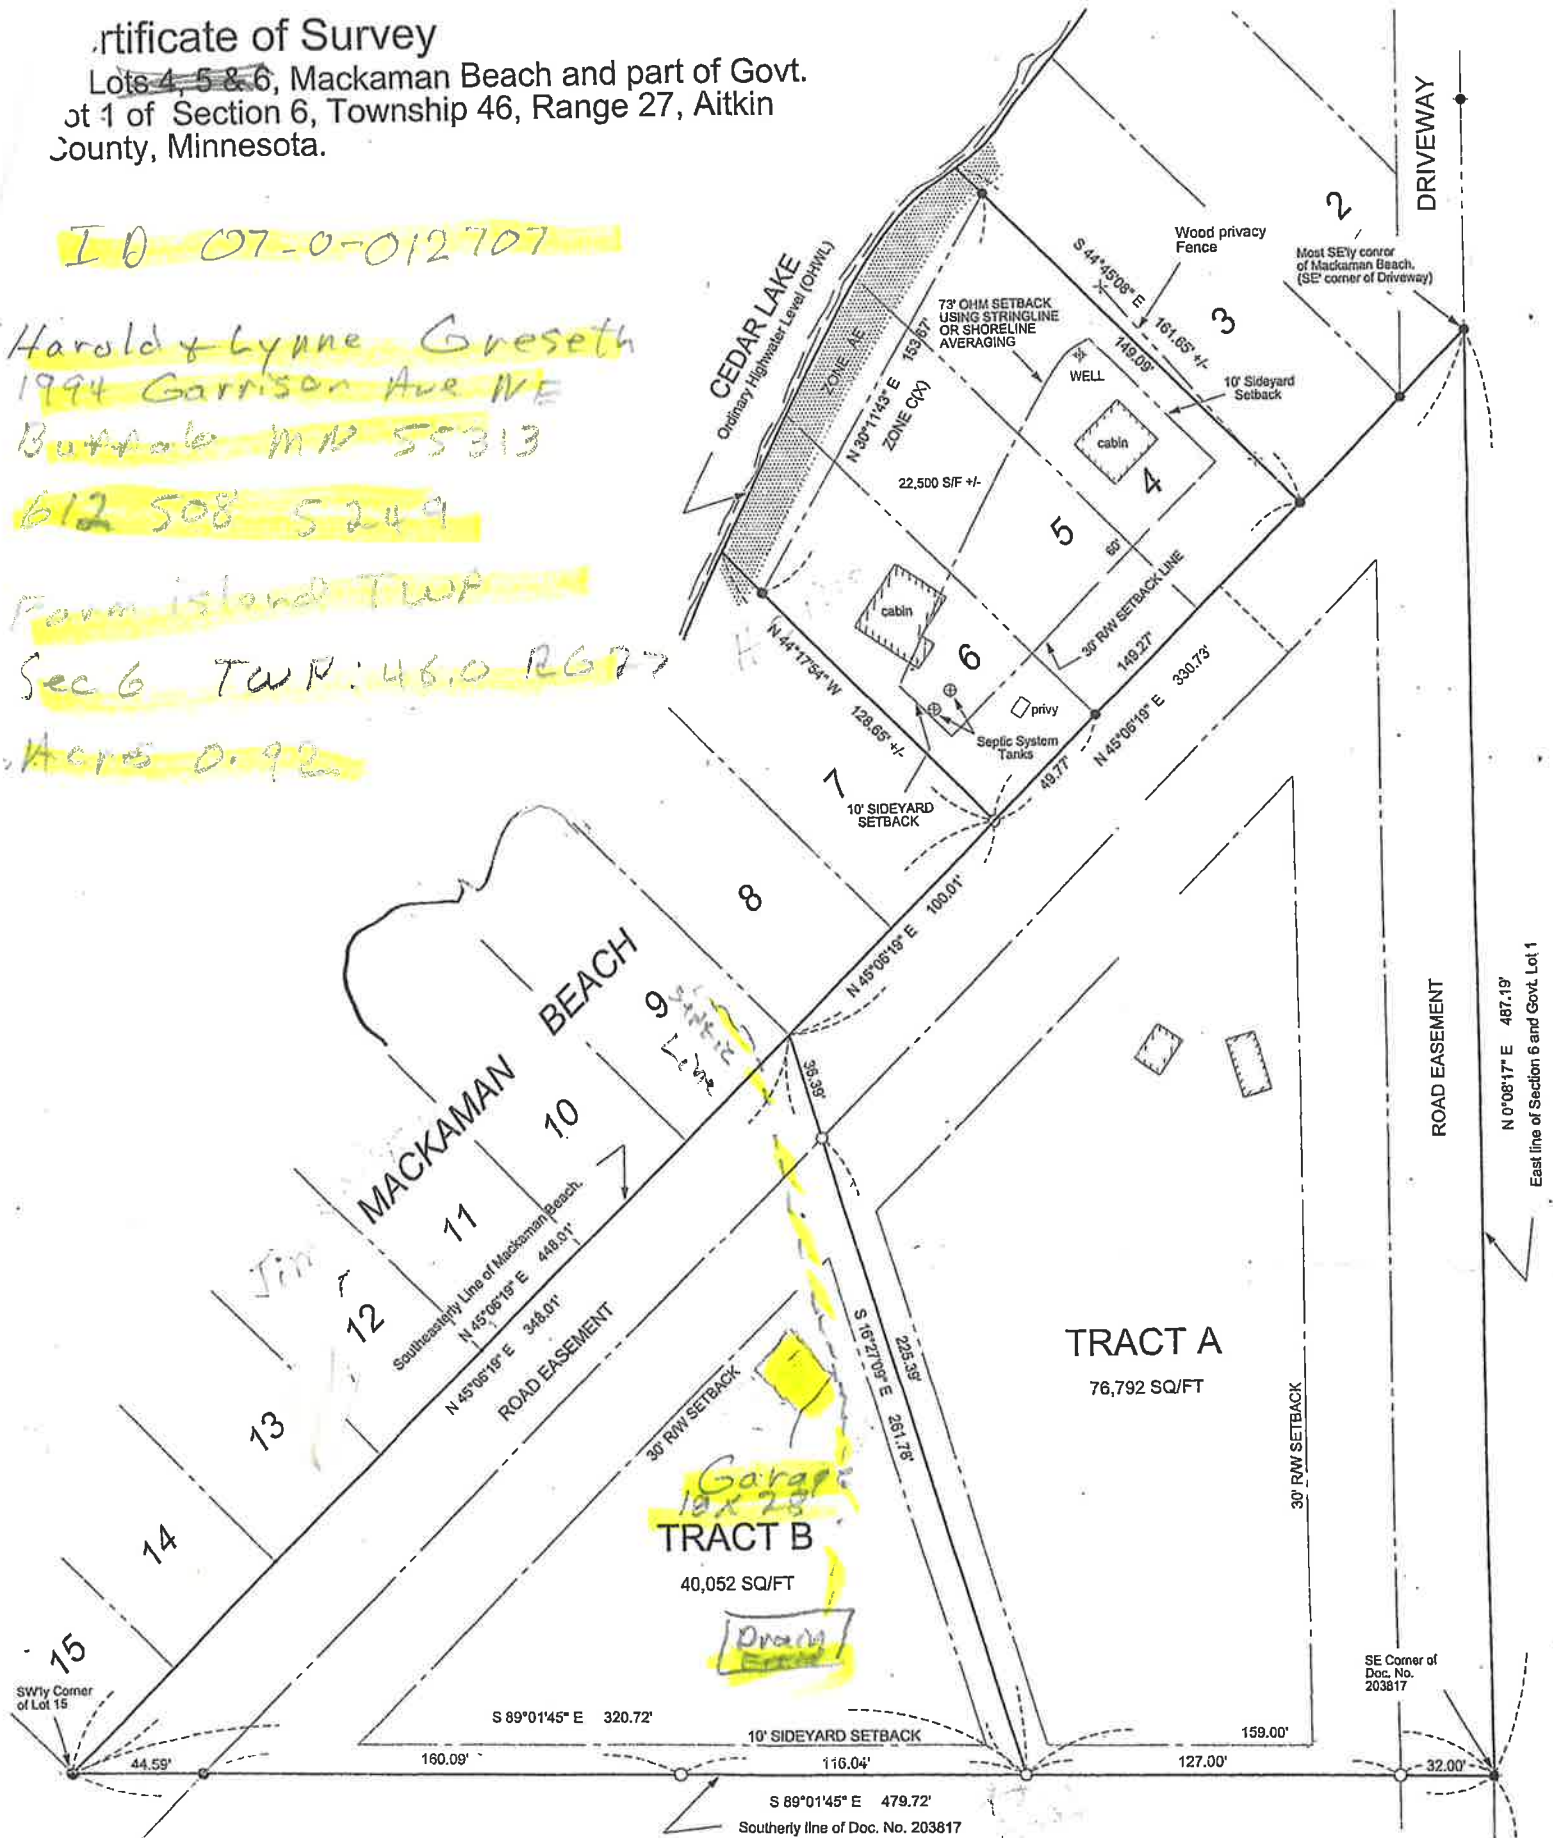 rtificate of Survey
Lots 4, 5 & 6, Mackaman Beach and part of Govt.
ot 1 of Section 6, Township 46, Range 27, Aitkin
County, Minnesota.
ID 07-0-012707
Harold & Lynne Greseth
1994 Garrison Ave NE
Buffalo MN 55313
612 508 5249
Farm island TWP
Sec 6 TWP: 46.0 RG27
Acres 0.92
DRIVEWAY
2
Most SE'ly conror
of Mackaman Beach.
(SE' corner of Driveway)
Wood privacy
Fence
S 44°45'08" E 161.65' +/-
149.09'
3
10' Sideyard
Setback
CEDAR LAKE
Ordinary Highwater Level (OHWL)
ZONE AE
153.67'
N 30°11'43" E
ZONE C(X)
73' OHM SETBACK
USING STRINGLINE
OR SHORELINE
AVERAGING
WELL
cabin
4
22,500 S/F +/-
5
60'
30' R/W SETBACK LINE
149.27'
N 45°06'19" E 330.73'
cabin
6
privy
Septic System
Tanks
49.77'
N 44°17'54" W
128.65' +/-
7
10' SIDEYARD
SETBACK
8
N 45°06'19" E 100.01'
MACKAMAN BEACH
9
Septic
Line
10
11
12
13
14
15
Jim
Southeasterly Line of Mackaman Beach.
N 45°06'19" E 448.01'
N 45°06'19" E 348.01'
ROAD EASEMENT
36.39'
30' R/W SETBACK
S 16°27'09" E 261.78'
225.39'
TRACT A
76,792 SQ/FT
30' R/W SETBACK
ROAD EASEMENT
N 0°08'17" E 487.19'
East line of Section 6 and Govt. Lot 1
Garage
28
TRACT B
40,052 SQ/FT
Drain
SW'ly Corner
of Lot 15
SE Corner of
Doc. No.
203817
S 89°01'45" E 320.72'
10' SIDEYARD SETBACK
159.00'
44.59'
160.09'
116.04'
127.00'
32.00'
S 89°01'45" E 479.72'
Southerly line of Doc. No. 203817